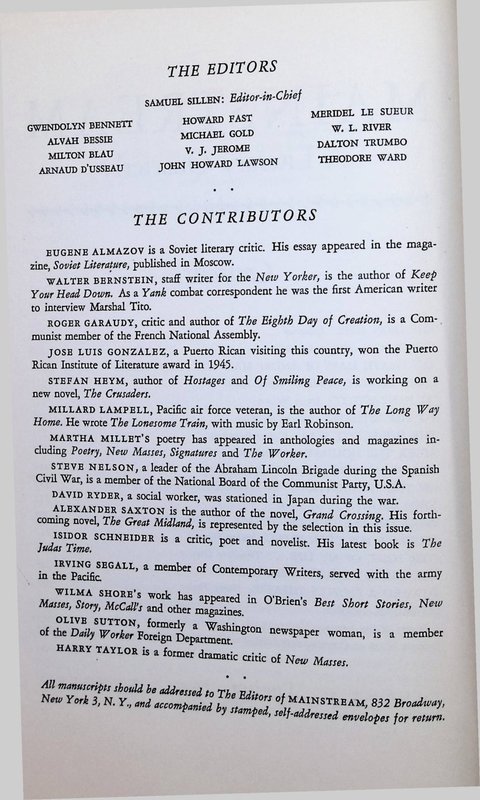 THE EDITORS
SAMUEL SILLEN: Editor-in-Chief
GWENDOLYN BENNETT
ALVAH BESSIE
MILTON BLAU
ARNAUD D'USSEAU
HOWARD FAST
MICHAEL GOLD
V. J. JEROME
JOHN HOWARD LAWSON
MERIDEL LE SUEUR
W. L. RIVER
DALTON TRUMBO
THEODORE WARD
THE CONTRIBUTORS
EUGENE ALMAZOV is a Soviet literary critic. His essay appeared in the maga-
zine, Soviet Literature, published in Moscow.
WALTER BERNSTEIN, staff writer for the New Yorker, is the author of Keep
Your Head Down. As a Yank combat correspondent he was the first American writer
to interview Marshal Tito.
ROGER GARAUDY, critic and author of The Eighth Day of Creation, is a Com-
munist member of the French National Assembly.
JOSE LUIS GONZALEZ, a Puerto Rican visiting this country, won the Puerto
Rican Institute of Literature award in 1945.
STEFAN HEYM, author of Hostages and Of Smiling Peace, is working on a
new novel, The Crusaders.
MILLARD LAMPELL, Pacific air force veteran, is the author of The Long Way
Home. He wrote The Lonesome Train, with music by Earl Robinson.
MARTHA MILLET'S poetry has appeared in anthologies and magazines in-
cluding Poetry, New Masses, Signatures and The Worker.
STEVE NELSON, a leader of the Abraham Lincoln Brigade during the Spanish
Civil War, is a member of the National Board of the Communist Party, U.S.A.
DAVID RYDER, a social worker, was stationed in Japan during the war.
ALEXANDER SAXTON is the author of the novel, Grand Crossing. His forth-
coming novel, The Great Midland, is represented by the selection in this issue.
ISIDOR SCHNEIDER is a critic, poet and novelist. His latest book is The
Judas Time.
IRVING SEGALL, a member of Contemporary Writers, served with the army
in the Pacific.
WILMA SHORE'S work has appeared in O'Brien's Best Short Stories, New
Masses, Story, McCall's and other magazines.
OLIVE SUTTON, formerly a Washington newspaper woman, is a member
of the Daily Worker Foreign Department.
HARRY TAYLOR is a former dramatic critic of New Masses.
All manuscripts should be addressed to The Editors of MAINSTREAM, 832 Broadway,
New York 3, N. Y., and accompanied by stamped, self-addressed envelopes for return.